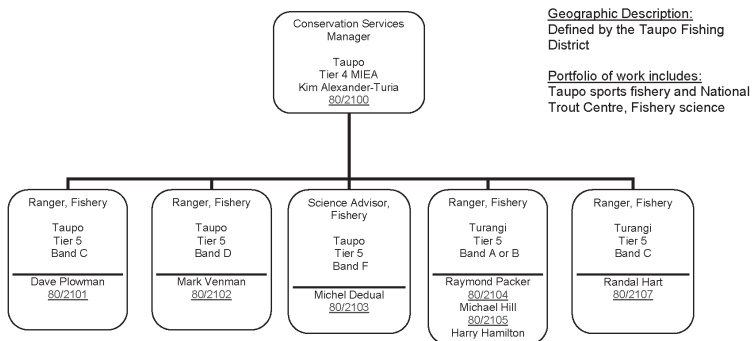 Conservation Services
Manager
Taupo
Tier 4 MIEA
Kim Alexander-Turia
80/2100
Geographic Description:
Defined by the Taupo Fishing
District
Portfolio of work includes:
Taupo sports fishery and National
Trout Centre, Fishery science
Ranger, Fishery
Taupo
Tier 5
Band C
Dave Plowman
80/2101
Ranger, Fishery
Taupo
Tier 5
Band D
Mark Venman
80/2102
Science Advisor,
Fishery
Taupo
Tier 5
Band F
Michel Dedual
80/2103
Ranger, Fishery
Turangi
Tier 5
Band A or B
Raymond Packer
80/2104
Michael Hill
80/2105
Harry Hamilton
Ranger, Fishery
Turangi
Tier 5
Band C
Randal Hart
80/2107